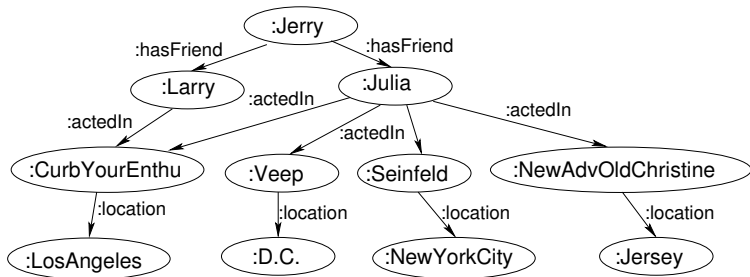 :Jerry
:hasFriend :hasFriend
:Larry :Julia
:actedIn :actedIn :actedIn
:actedIn
:CurbYourEnthu :Veep :Seinfeld :NewAdvOldChristine
:location :location :location :location
:LosAngeles :D.C. :NewYorkCity :Jersey